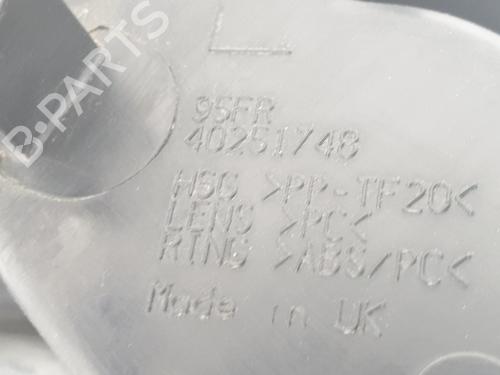 B-PARTS
L
95FR
40251748
HSG >PP-TF20<
LENS >PC<
RING >ABS/PC<
Made in UK